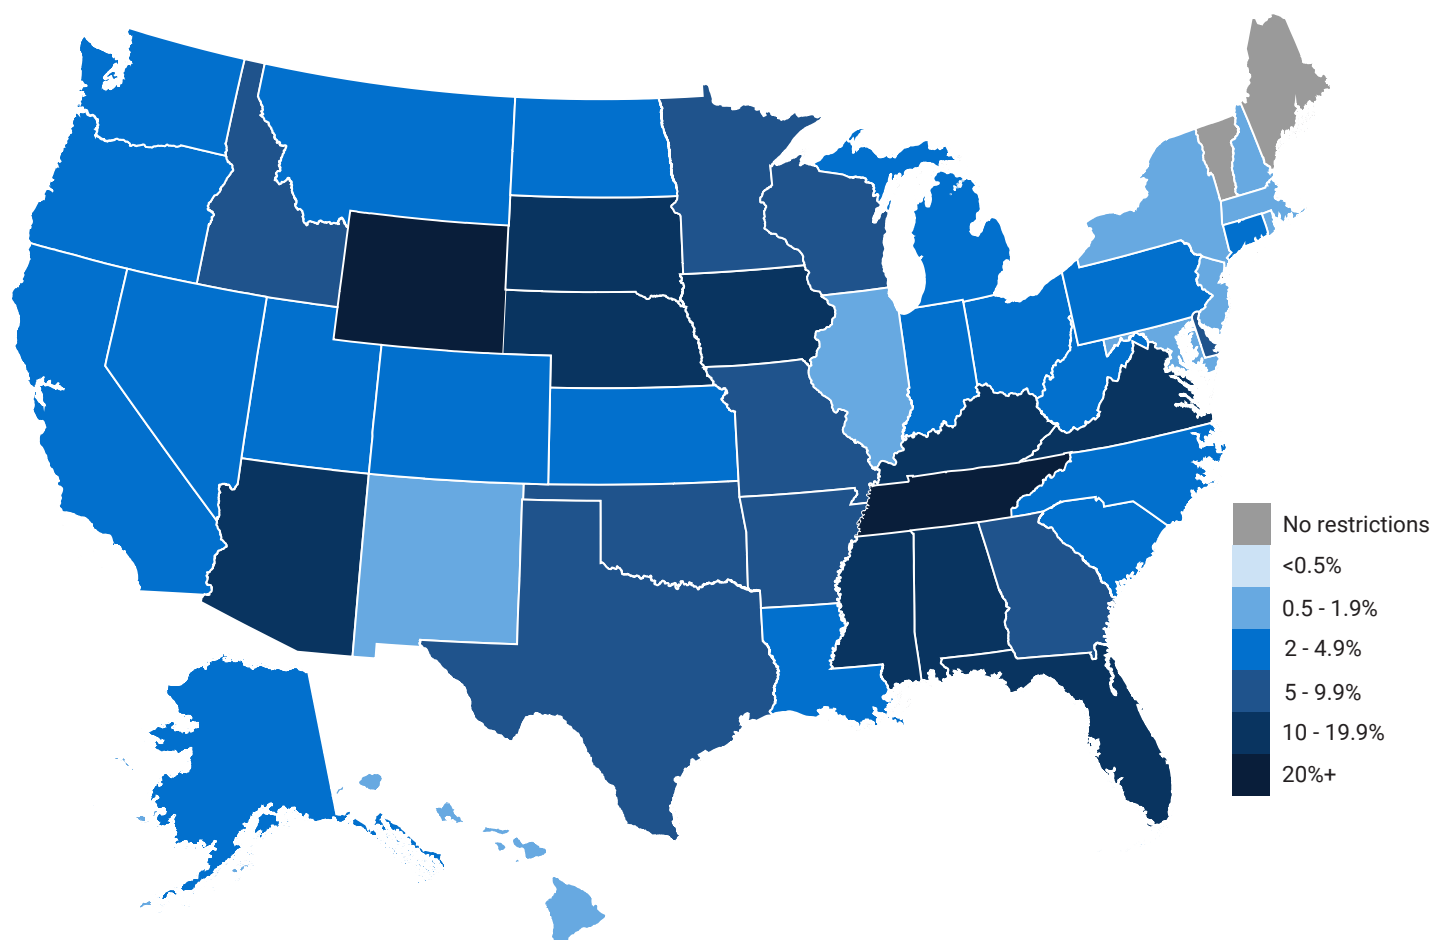 No restrictions
<0.5%
0.5 - 1.9%
2 - 4.9%
5 - 9.9%
10 - 19.9%
20%+